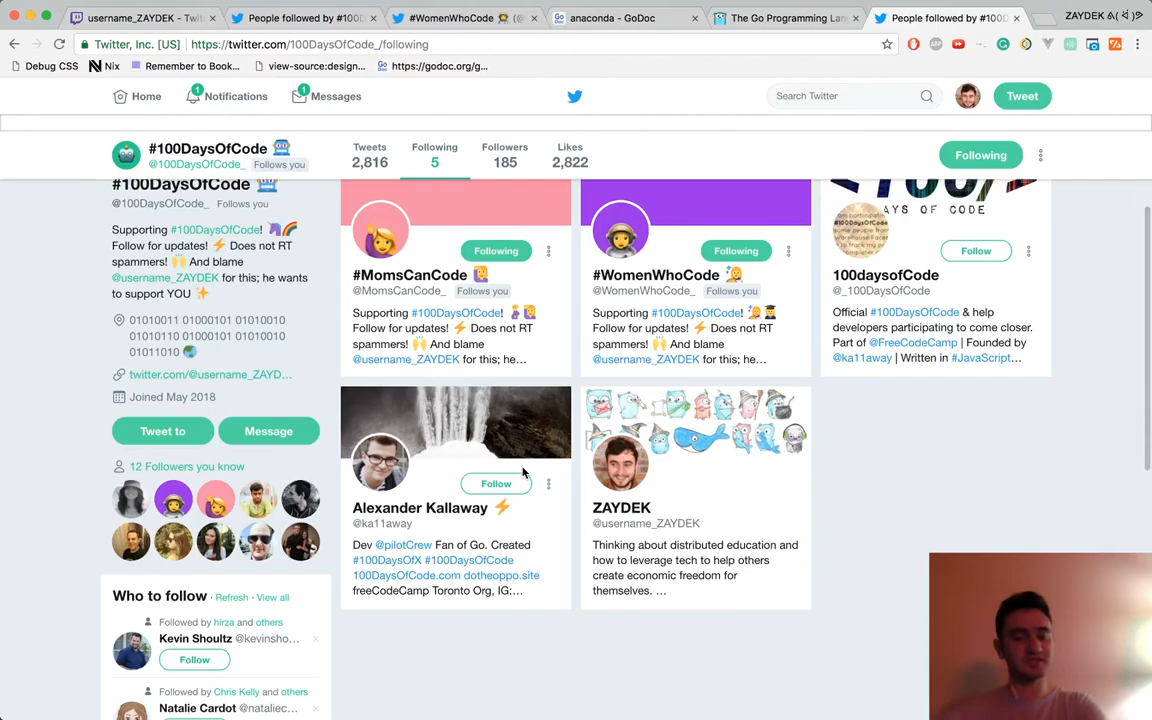 username_ZAYDEK - Twit...
People followed by #100D
#WomenWhoCode
anaconda - GoDoc
The Go Programming Lan
People followed by #100D
ZAYDEK
Twitter, Inc. [US]
https://twitter.com/100DaysOfCode_/following
Debug CSS
Nix
Remember to Book...
view-source:design...
https://godoc.org/g...
Home
1
Notifications
1
Messages
Search Twitter
Tweet
#100DaysOfCode
@100DaysOfCode_ Follows you
Tweets
2,816
Following
5
Followers
185
Likes
2,822
Following
#100DaysOfCode
@100DaysOfCode_ Follows you
Supporting #100DaysOfCode!
Follow for updates! ⚡ Does not RT
spammers! 🙌 And blame
@username_ZAYDEK for this; he wants
to support YOU ✨
01010011 01000101 01010010
01010110 01000101 01010010
01011010
twitter.com/@username_ZAYD...
Joined May 2018
Tweet to
Message
12 Followers you know
Who to follow · Refresh · View all
Followed by hirza and others
Kevin Shoultz @kevinsho...
Follow
Followed by Chris Kelly and others
Natalie Cardot @nataliec...
Following
#MomsCanCode
@MomsCanCode_ Follows you
Supporting #100DaysOfCode!
Follow for updates! ⚡ Does not RT
spammers! 🙌 And blame
@username_ZAYDEK for this; he...
Following
#WomenWhoCode
@WomenWhoCode_ Follows you
Supporting #100DaysOfCode!
Follow for updates! ⚡ Does not RT
spammers! 🙌 And blame
@username_ZAYDEK for this; he...
AYS OF CODE
Follow
100daysofCode
@_100DaysOfCode
Official #100DaysOfCode & help
developers participating to come closer.
Part of @FreeCodeCamp | Founded by
@ka11away | Written in #JavaScript...
Follow
Alexander Kallaway ⚡
@ka11away
Dev @pilotCrew Fan of Go. Created
#100DaysOfX #100DaysOfCode
100DaysOfCode.com dotheoppo.site
freeCodeCamp Toronto Org, IG:...
ZAYDEK
@username_ZAYDEK
Thinking about distributed education and
how to leverage tech to help others
create economic freedom for
themselves. ...